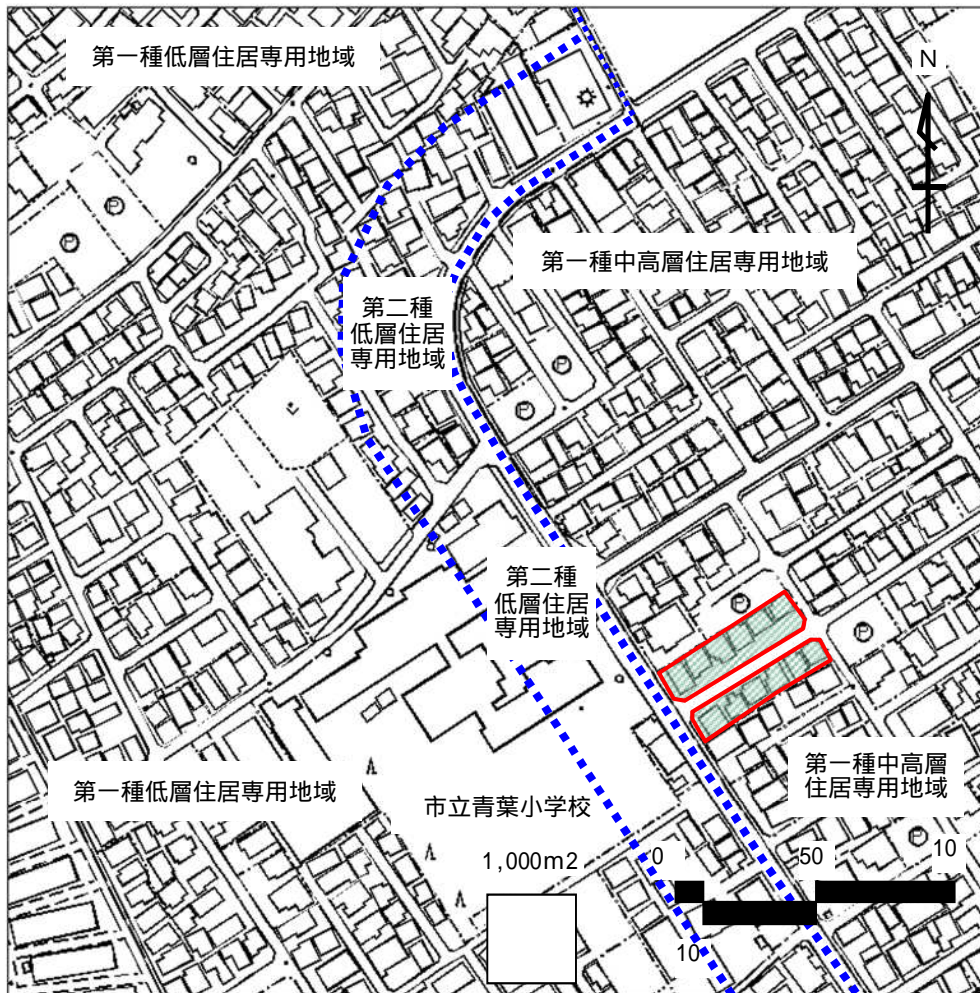 第一種低層住居専用地域
N
第一種中高層住居専用地域
第二種
低層住居
専用地域
第二種
低層住居
専用地域
第一種低層住居専用地域
第一種中高層
住居専用地域
市立青葉小学校
1,000m2
0
50
10
10